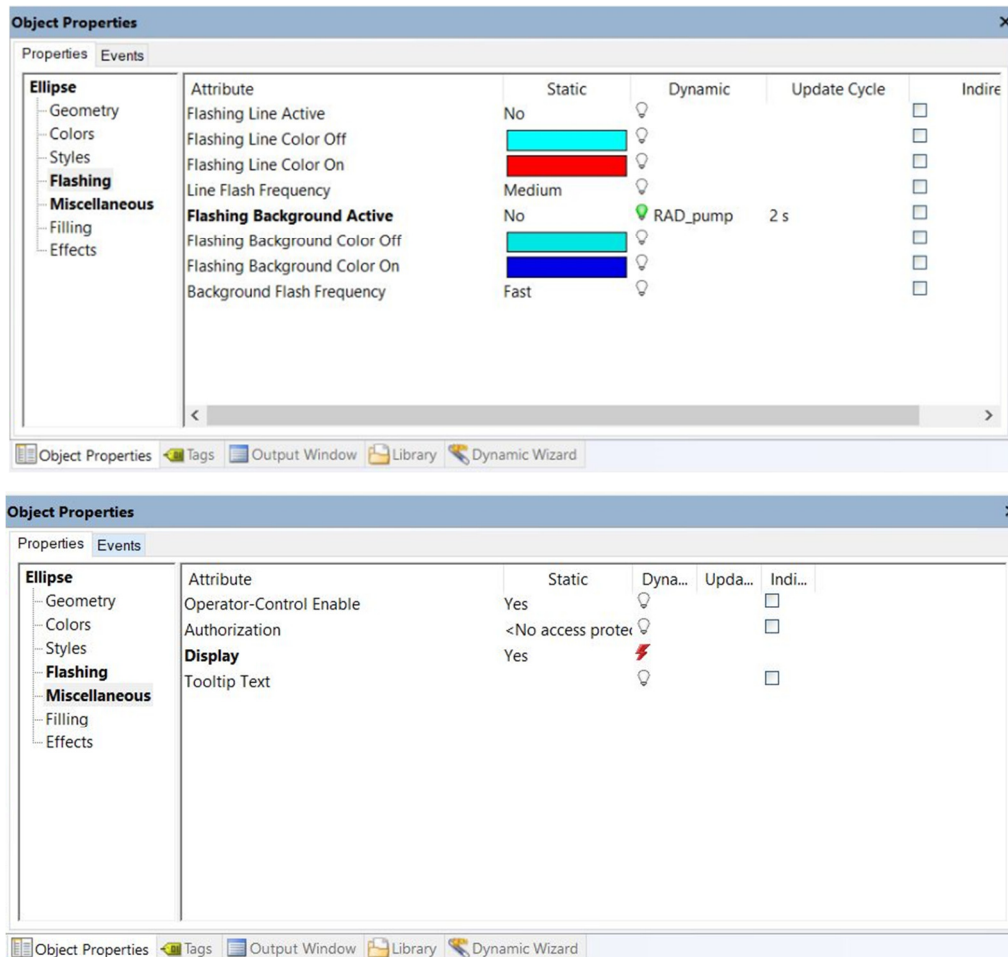 Object Properties
Properties Events
Ellipse
Geometry
Colors
Styles
Flashing
Miscellaneous
Filling
Effects
Attribute Static Dynamic Update Cycle Indire
Flashing Line Active No
Flashing Line Color Off
Flashing Line Color On
Line Flash Frequency Medium
Flashing Background Active No RAD_pump 2 s
Flashing Background Color Off
Flashing Background Color On
Background Flash Frequency Fast
Object Properties Tags Output Window Library Dynamic Wizard
Object Properties
Properties Events
Ellipse
Geometry
Colors
Styles
Flashing
Miscellaneous
Filling
Effects
Attribute Static Dyna... Upda... Indi...
Operator-Control Enable Yes
Authorization <No access protec
Display Yes
Tooltip Text
Object Properties Tags Output Window Library Dynamic Wizard